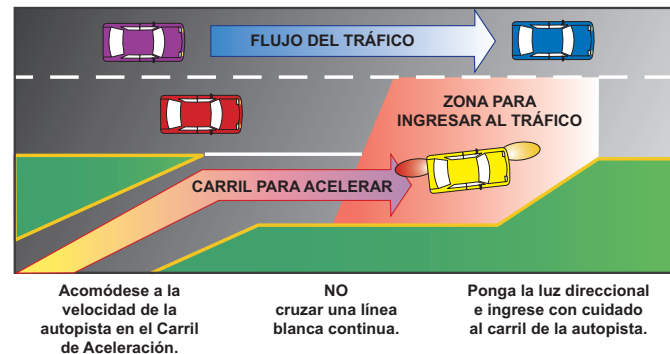 FLUJO DEL TRÁFICO
ZONA PARA
INGRESAR AL TRÁFICO
CARRIL PARA ACELERAR
Acomódese a la
velocidad de la
autopista en el Carril
de Aceleración.
NO
cruzar una línea
blanca continua.
Ponga la luz direccional
e ingrese con cuidado
al carril de la autopista.